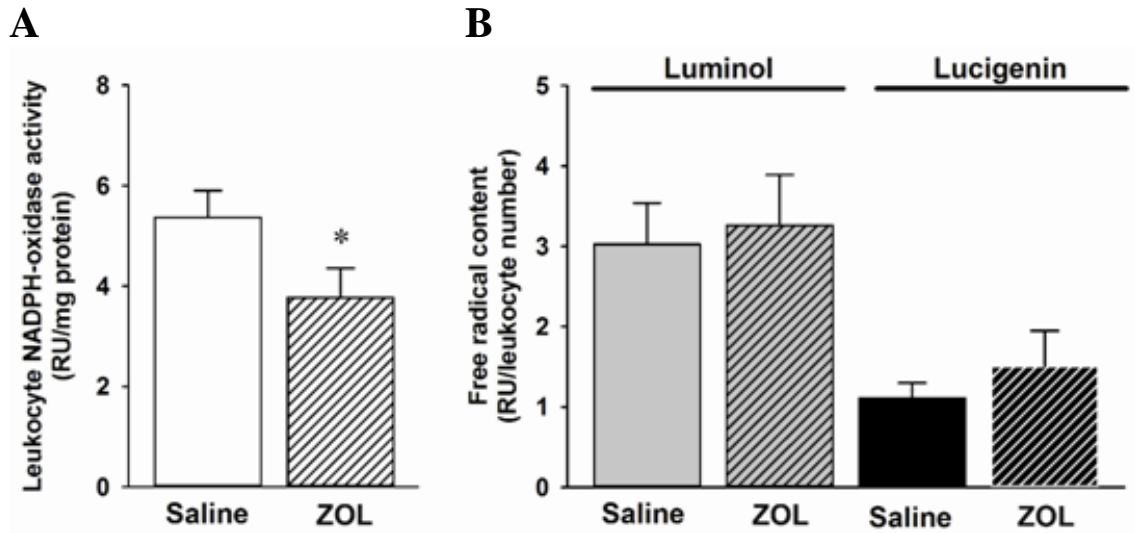 A
Leukocyte NADPH-oxidase activity
(RU/mg protein)
8
6
4
2
0
*
Saline
ZOL
B
Free radical content
(RU/leukocyte number)
5
4
3
2
1
0
Luminol
Lucigenin
Saline
ZOL
Saline
ZOL